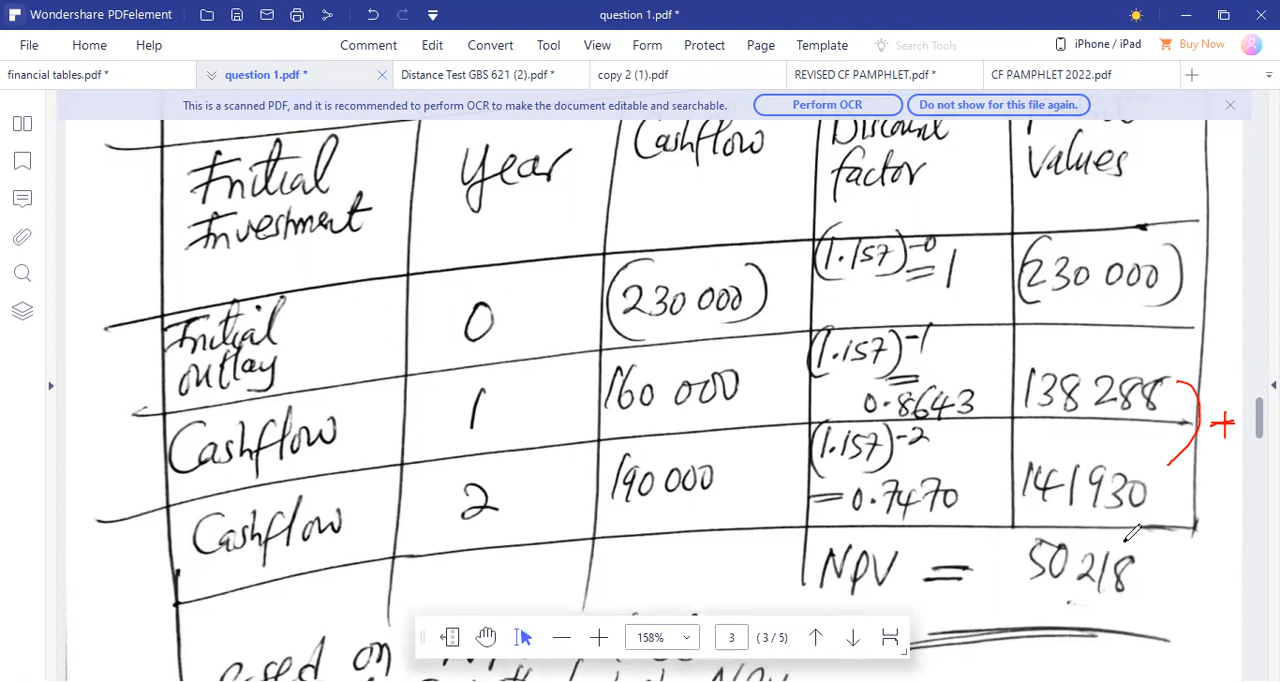 Wondershare PDFelement
question 1.pdf *
File Home Help Comment Edit Convert Tool View Form Protect Page Template Search Tools iPhone / iPad Buy Now
financial tables.pdf * question 1.pdf * Distance Test GBS 621 (2).pdf * copy 2 (1).pdf REVISED CF PAMPHLET.pdf * CF PAMPHLET 2022.pdf
This is a scanned PDF, and it is recommended to perform OCR to make the document editable and searchable. Perform OCR Do not show for this file again.
Initial Investment Year Cashflow Discount factor values
Initial outlay 0 (230 000) (1.157)^-0 = 1 (230 000)
Cashflow 1 160 000 (1.157)^-1 = 0.8643 138 288
Cashflow 2 190 000 (1.157)^-2 = 0.7470 141 930
+
NPV = 50 218
Based on
158% 3 (3 / 5)